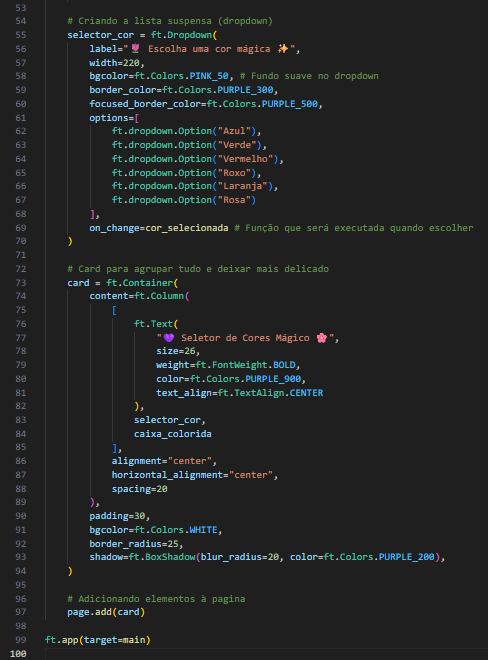 53
54 # Criando a lista suspensa (dropdown)
55 selector_cor = ft.Dropdown(
56 label="🌷 Escolha uma cor mágica ✨",
57 width=220,
58 bgcolor=ft.Colors.PINK_50, # Fundo suave no dropdown
59 border_color=ft.Colors.PURPLE_300,
60 focused_border_color=ft.Colors.PURPLE_500,
61 options=[
62 ft.dropdown.Option("Azul"),
63 ft.dropdown.Option("Verde"),
64 ft.dropdown.Option("Vermelho"),
65 ft.dropdown.Option("Roxo"),
66 ft.dropdown.Option("Laranja"),
67 ft.dropdown.Option("Rosa")
68 ],
69 on_change=cor_selecionada # Função que será executada quando escolher
70 )
71
72 # Card para agrupar tudo e deixar mais delicado
73 card = ft.Container(
74 content=ft.Column(
75 [
76 ft.Text(
77 "💜 Seletor de Cores Mágico 🌸",
78 size=26,
79 weight=ft.FontWeight.BOLD,
80 color=ft.Colors.PURPLE_900,
81 text_align=ft.TextAlign.CENTER
82 ),
83 selector_cor,
84 caixa_colorida
85 ],
86 alignment="center",
87 horizontal_alignment="center",
88 spacing=20
89 ),
90 padding=30,
91 bgcolor=ft.Colors.WHITE,
92 border_radius=25,
93 shadow=ft.BoxShadow(blur_radius=20, color=ft.Colors.PURPLE_200),
94 )
95
96 # Adicionando elementos à pagina
97 page.add(card)
98
99 ft.app(target=main)
100